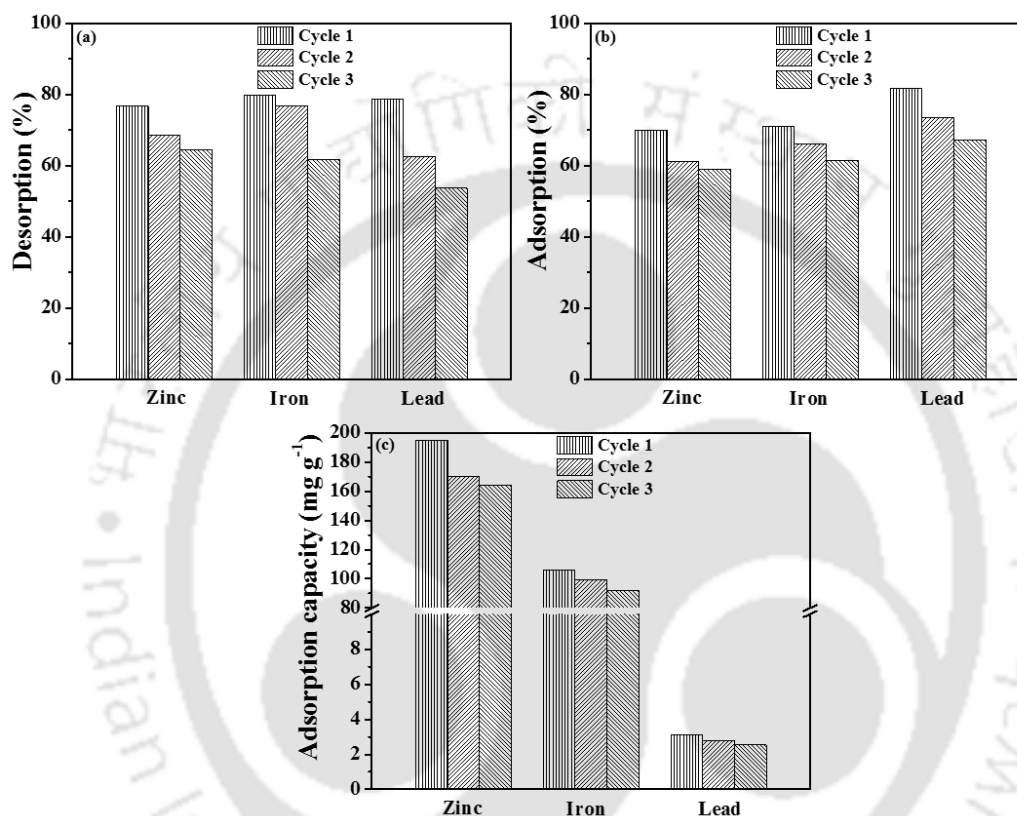 (a)
Cycle 1
Cycle 2
Cycle 3
Desorption (%)
100
80
60
40
20
0
Zinc Iron Lead
(b)
Cycle 1
Cycle 2
Cycle 3
Adsorption (%)
100
80
60
40
20
0
Zinc Iron Lead
(c)
Cycle 1
Cycle 2
Cycle 3
Adsorption capacity (mg g⁻¹)
200
180
160
140
120
100
80
8
6
4
2
0
Zinc Iron Lead
Indian